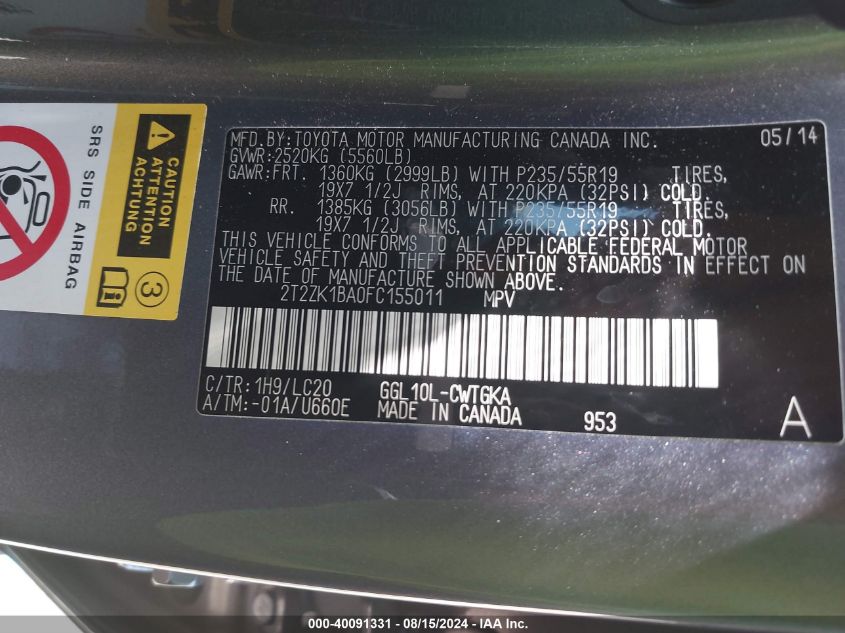 SRS SIDE AIRBAG
CAUTION
ATTENTION
ACHTUNG
3
MFD.BY:TOYOTA MOTOR MANUFACTURING CANADA INC. 05/14
GVWR:2520KG (5560LB)
GAWR:FRT. 1360KG (2999LB) WITH P235/55R19 TIRES,
19X7 1/2J RIMS, AT 220KPA (32PSI) COLD.
RR. 1385KG (3056LB) WITH P235/55R19 TIRES,
19X7 1/2J RIMS, AT 220KPA (32PSI) COLD.
THIS VEHICLE CONFORMS TO ALL APPLICABLE FEDERAL MOTOR
VEHICLE SAFETY AND THEFT PREVENTION STANDARDS IN EFFECT ON
THE DATE OF MANUFACTURE SHOWN ABOVE.
2T2ZK1BA0FC155011 MPV
C/TR:1H9/LC20 GGL10L-CWTGKA
A/TM:-01A/U660E MADE IN CANADA 953 A
000-40091331 - 08/15/2024 - IAA Inc.